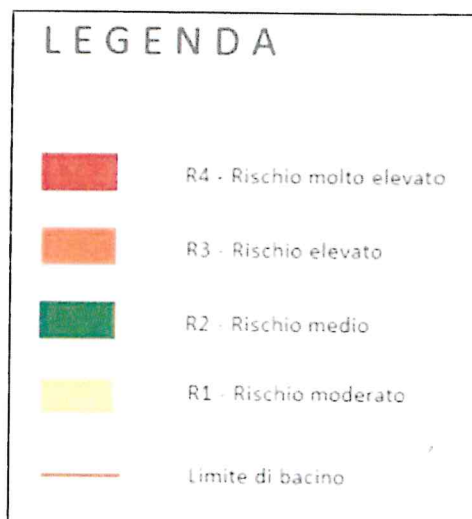 LEGENDA
R4 - Rischio molto elevato
R3 - Rischio elevato
R2 - Rischio medio
R1 - Rischio moderato
Limite di bacino